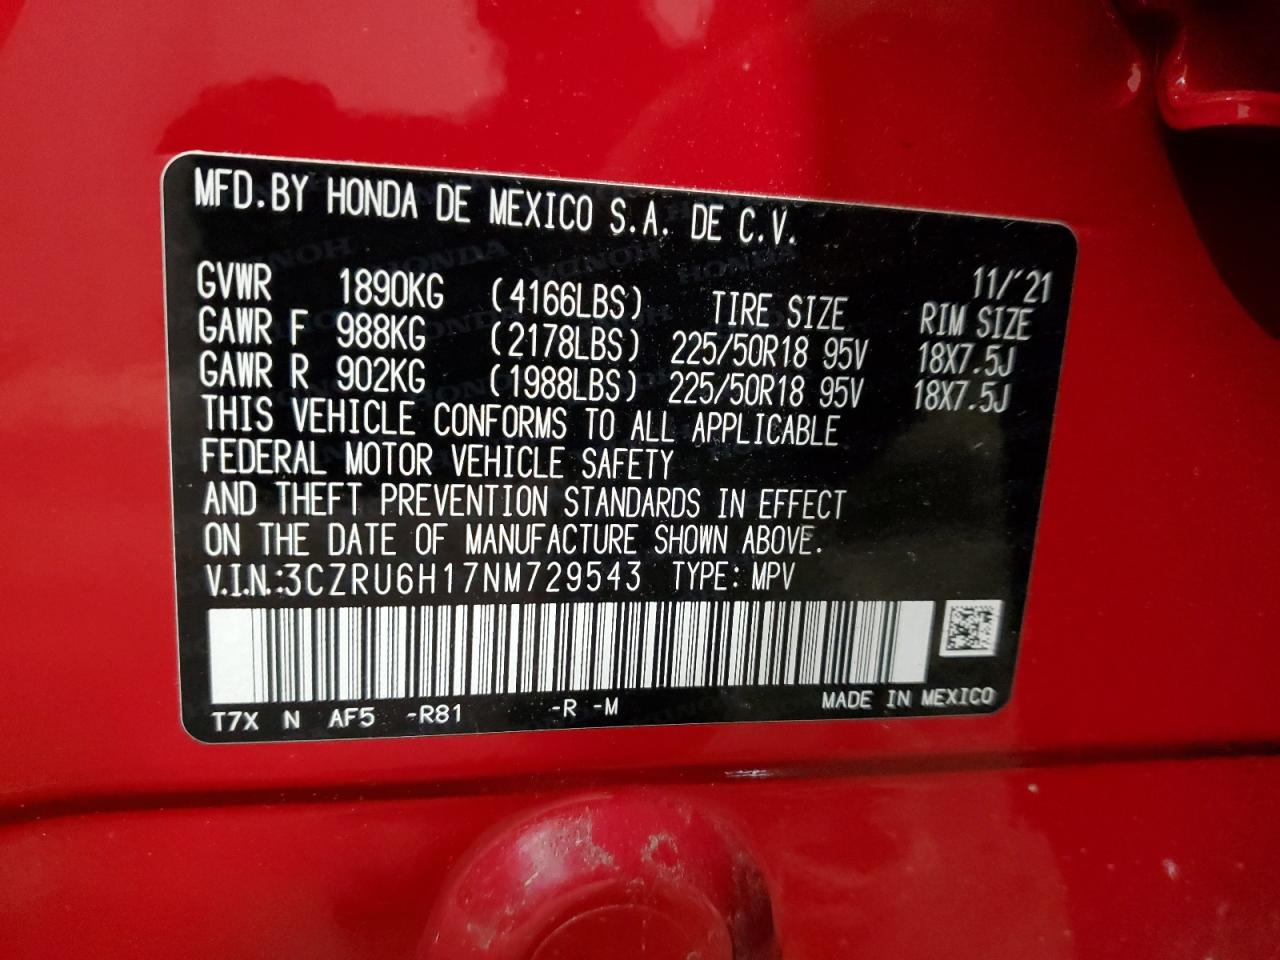 MFD.BY HONDA DE MEXICO S.A. DE C.V.
11/'21
GVWR 1890KG (4166LBS) TIRE SIZE RIM SIZE
GAWR F 988KG (2178LBS) 225/50R18 95V 18X7.5J
GAWR R 902KG (1988LBS) 225/50R18 95V 18X7.5J
THIS VEHICLE CONFORMS TO ALL APPLICABLE
FEDERAL MOTOR VEHICLE SAFETY
AND THEFT PREVENTION STANDARDS IN EFFECT
ON THE DATE OF MANUFACTURE SHOWN ABOVE.
V.I.N.:3CZRU6H17NM729543 TYPE: MPV
T7X N AF5 -R81 -R -M MADE IN MEXICO